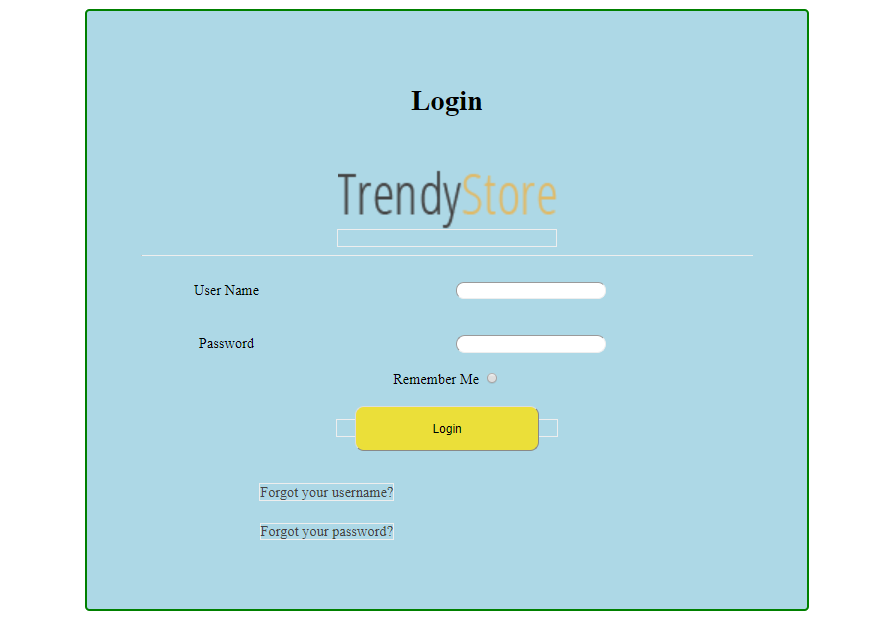 Login
TrendyStore
User Name
Password
Remember Me
Login
Forgot your username?
Forgot your password?